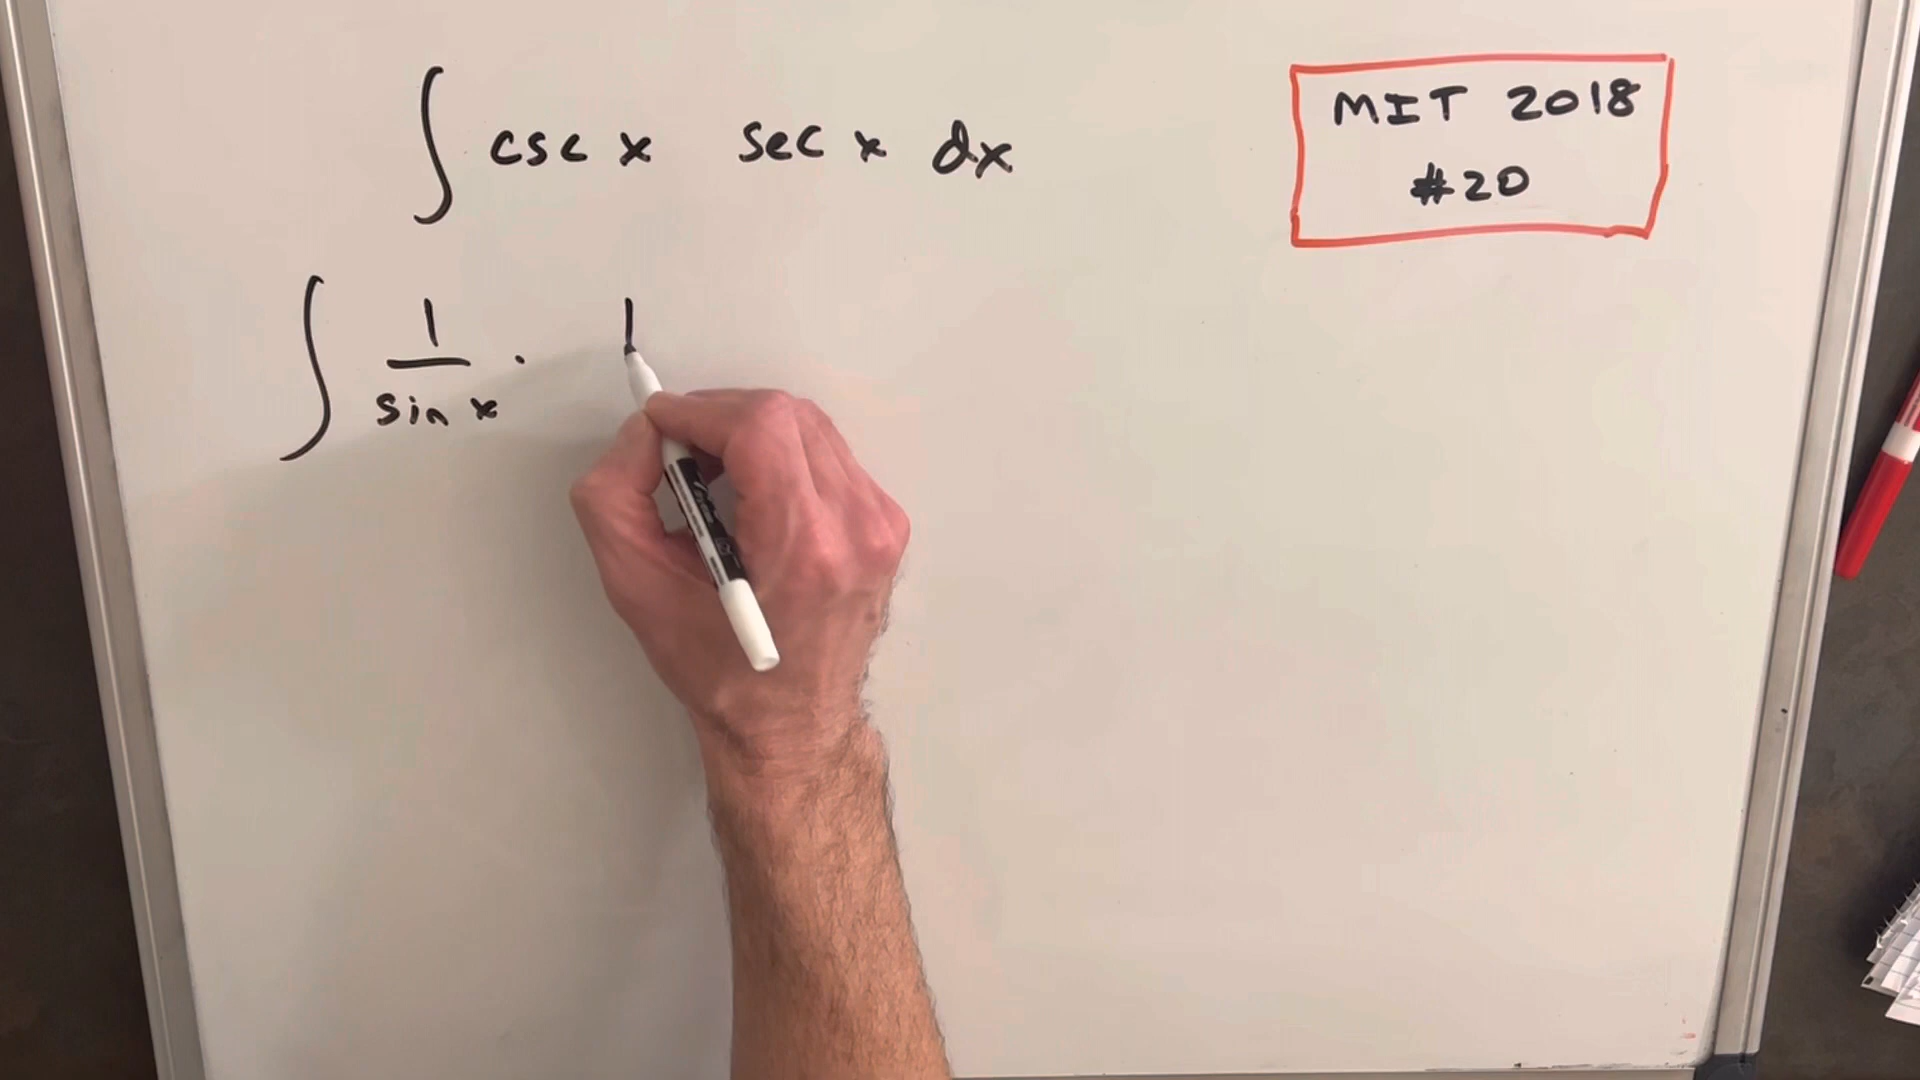 ∫ csc x sec x dx
MIT 2018
#20
∫ 1/sin x · 1